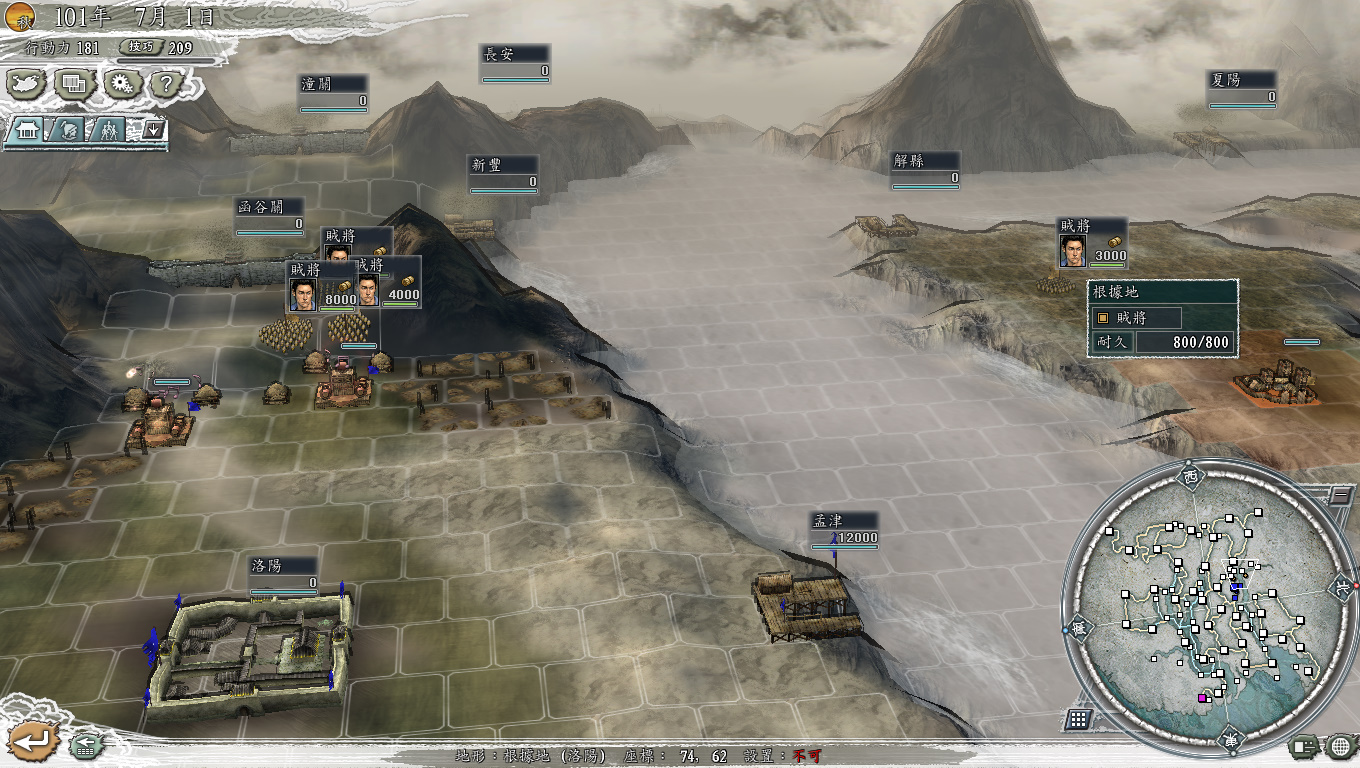 秋
101年 7月 1日
行動力 181 技巧 209
?
長安
0
潼關
0
夏陽
0
新豐
0
解縣
0
函谷關
0
賊將
賊將
3000
賊將
8000
賊將
4000
根據地
賊將
耐久 800/800
孟津
12000
洛陽
0
西
北
南
東
地形：根據地 (洛陽) 座標： 74, 62 設置：不可